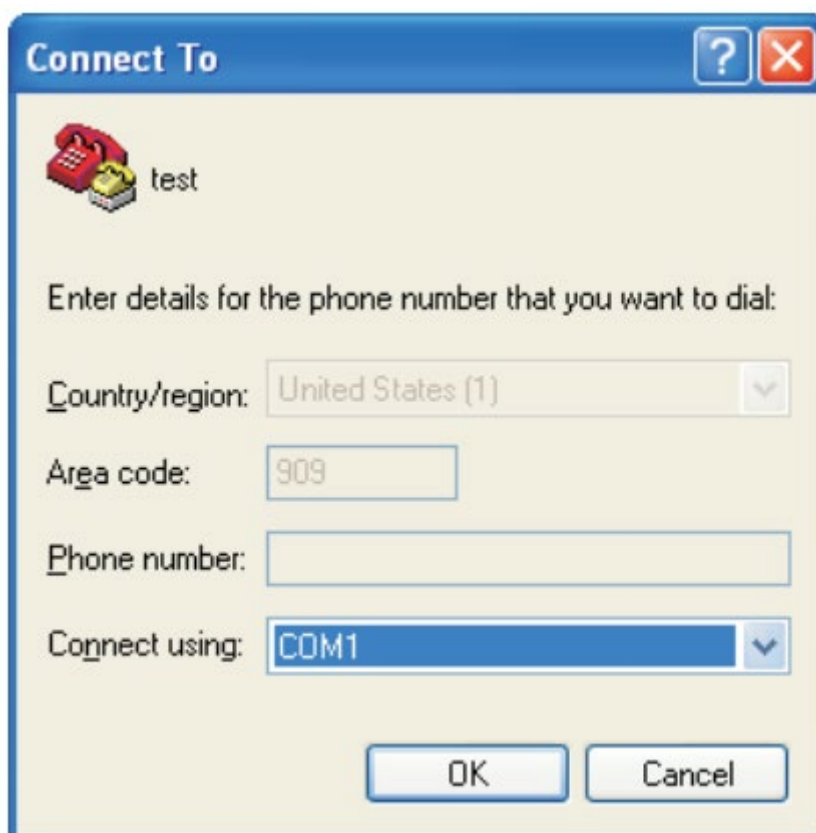 Connect To
test
Enter details for the phone number that you want to dial:
Country/region: United States (1)
Area code: 909
Phone number:
Connect using: COM1
OK Cancel